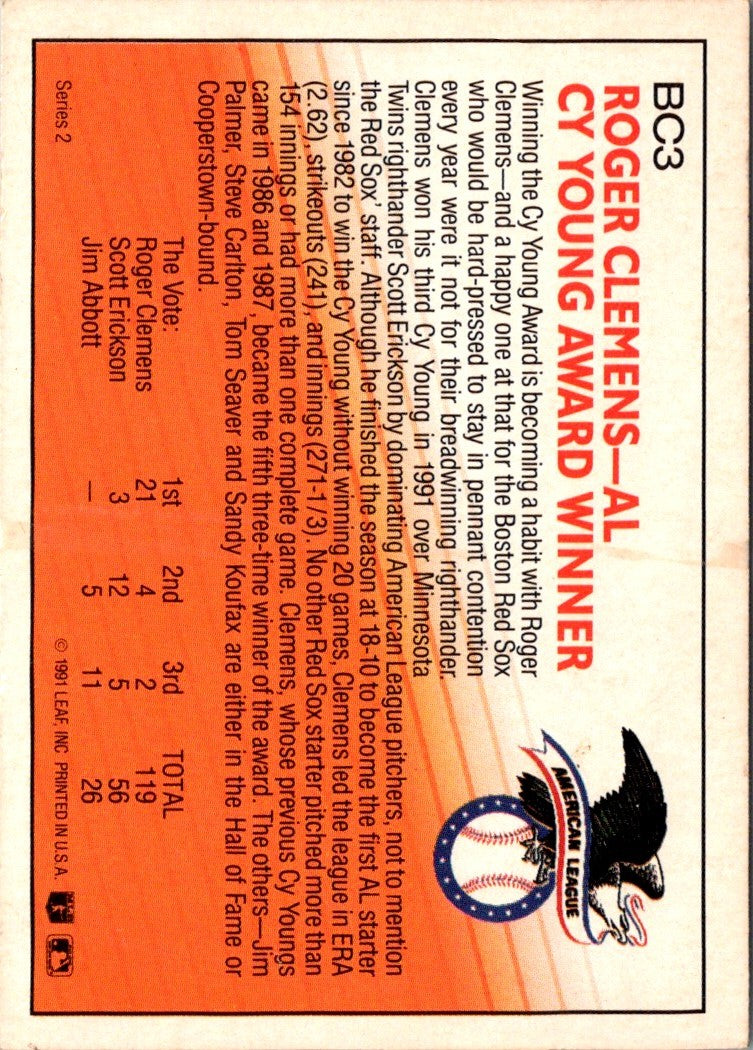 BC3
ROGER CLEMENS—AL
CY YOUNG AWARD WINNER
Winning the Cy Young Award is becoming a habit with Roger
Clemens—and a happy one at that for the Boston Red Sox
who would be hard-pressed to stay in pennant contention
every year were it not for their breadwinning righthander.
Clemens won his third Cy Young in 1991 over Minnesota
Twins righthander Scott Erickson by dominating American League pitchers, not to mention
the Red Sox' staff. Although he finished the season at 18-10 to become the first AL starter
since 1982 to win the Cy Young without winning 20 games, Clemens led the league in ERA
(2.62), strikeouts (241), and innings (271-1/3). No other Red Sox starter pitched more than
154 innings or had more than one complete game. Clemens, whose previous Cy Youngs
came in 1986 and 1987, became the fifth three-time winner of the award. The others—Jim
Palmer, Steve Carlton, Tom Seaver and Sandy Koufax are either in the Hall of Fame or
Cooperstown-bound.
AMERICAN LEAGUE
The Vote: 1st 2nd 3rd TOTAL
Roger Clemens 21 4 2 119
Scott Erickson 3 12 5 56
Jim Abbott — 5 11 26
Series 2 © 1991 LEAF, INC. PRINTED IN U.S.A.